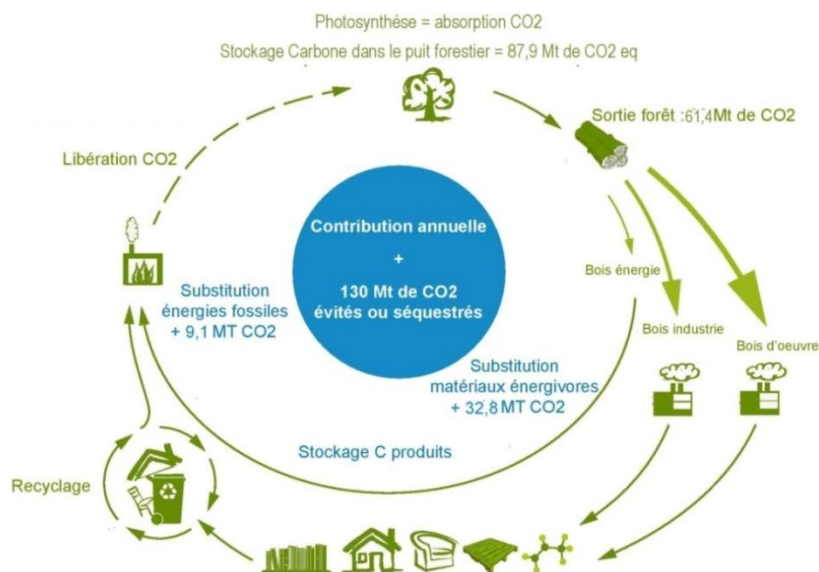 Photosynthèse = absorption CO2
Stockage Carbone dans le puit forestier = 87,9 Mt de CO2 eq
Sortie forêt :61,4Mt de CO2
Libération CO2
Contribution annuelle
+
130 Mt de CO2
évités ou séquestrés
Bois énergie
Substitution
énergies fossiles
+ 9,1 MT CO2
Bois industrie
Bois d'oeuvre
Substitution
matériaux énergivores
+ 32,8 MT CO2
Stockage C produits
Recyclage